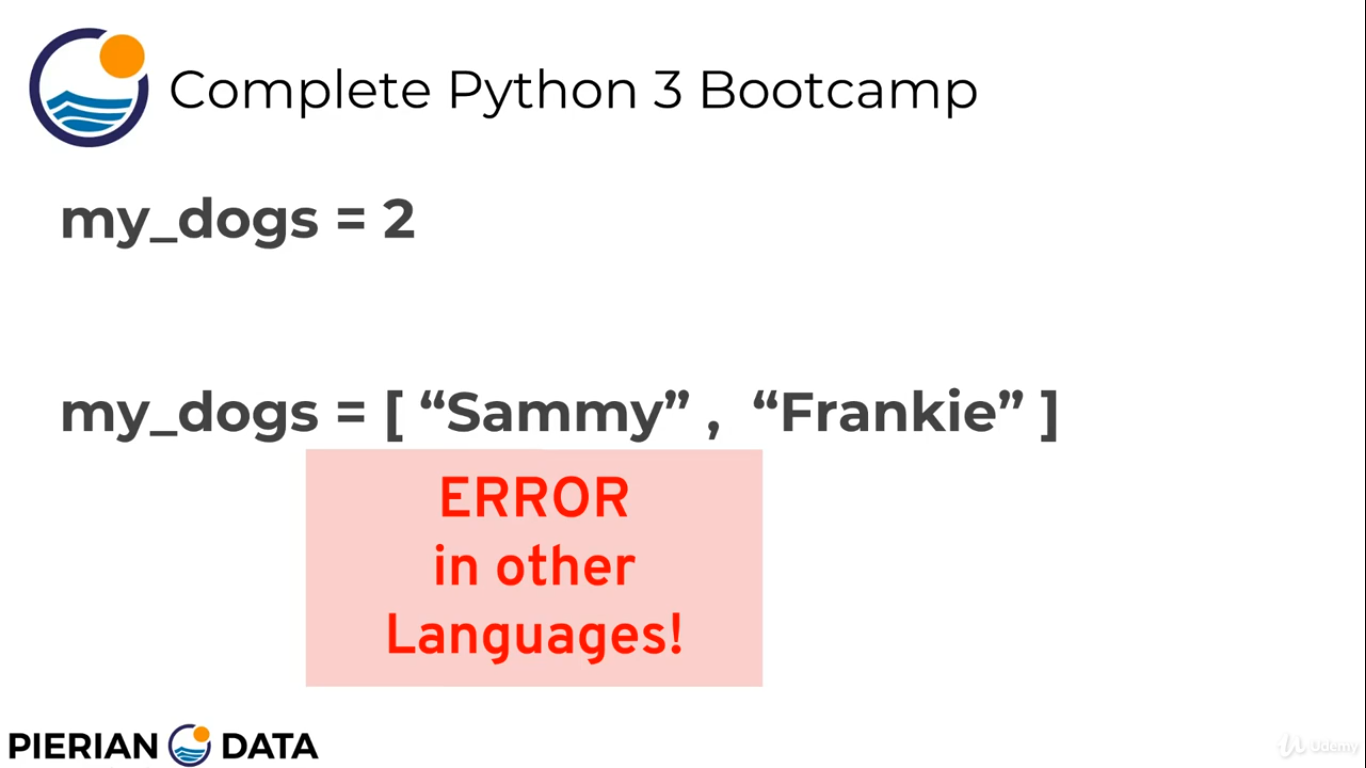 Complete Python 3 Bootcamp
my_dogs = 2
my_dogs = [ “Sammy” , “Frankie” ]
ERROR
in other
Languages!
PIERIAN DATA
Udemy